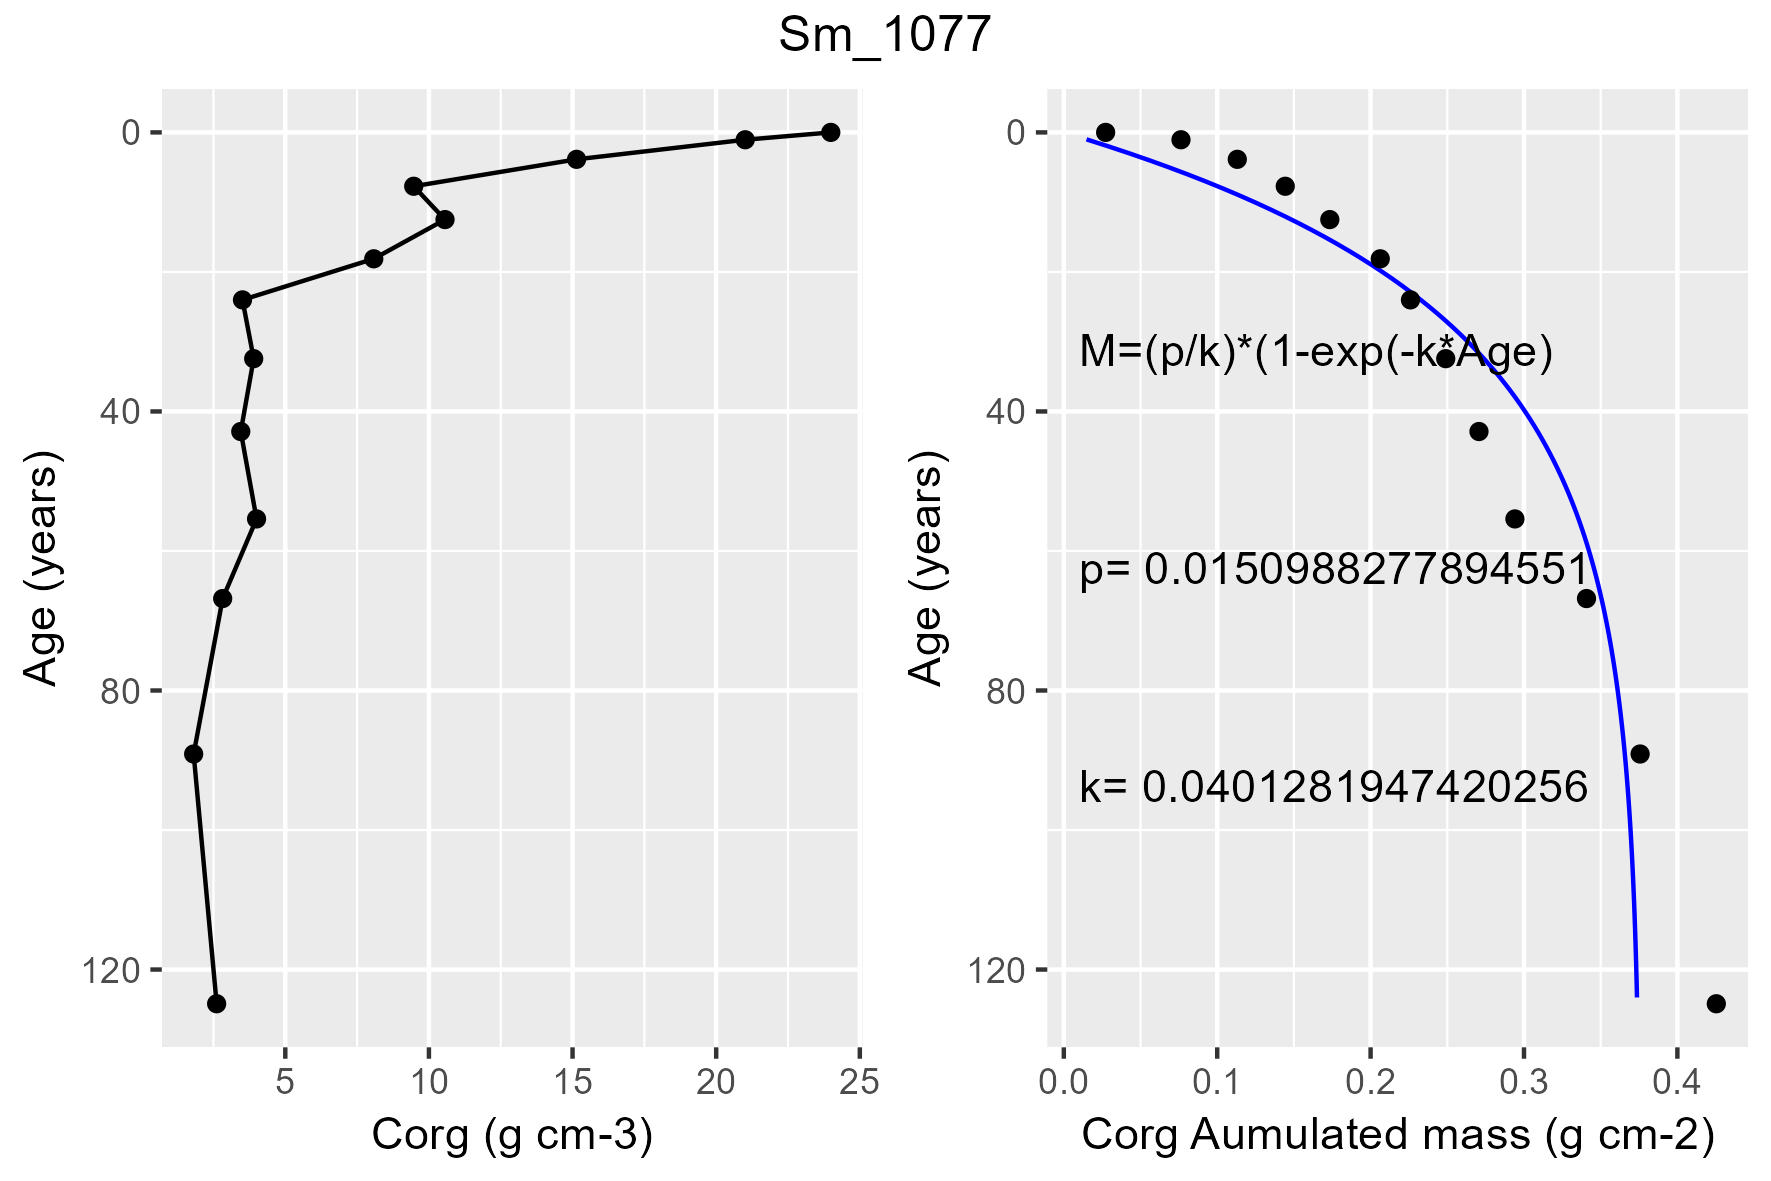 Sm_1077
0
40
80
120
Age (years)
5 10 15 20 25
Corg (g cm-3)
0
40
80
120
Age (years)
M=(p/k)*(1-exp(-k*Age)
p= 0.0150988277894551
k= 0.0401281947420256
0.0 0.1 0.2 0.3 0.4
Corg Aumulated mass (g cm-2)